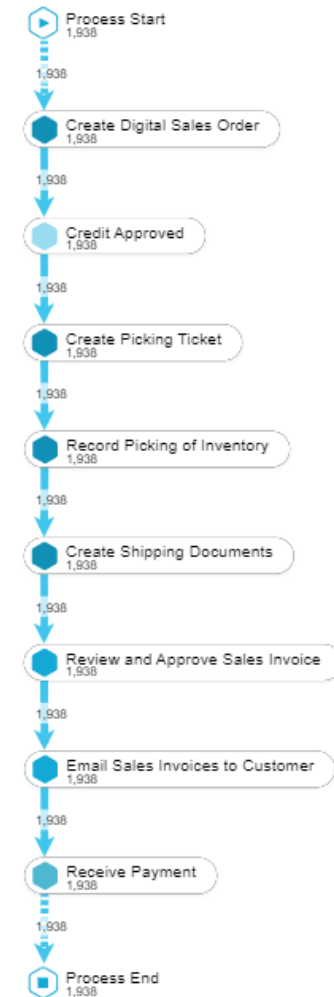 Process Start
1,938
1,938
Create Digital Sales Order
1,938
1,938
Credit Approved
1,938
1,938
Create Picking Ticket
1,938
1,938
Record Picking of Inventory
1,938
1,938
Create Shipping Documents
1,938
1,938
Review and Approve Sales Invoice
1,938
1,938
Email Sales Invoices to Customer
1,938
1,938
Receive Payment
1,938
1,938
Process End
1,938